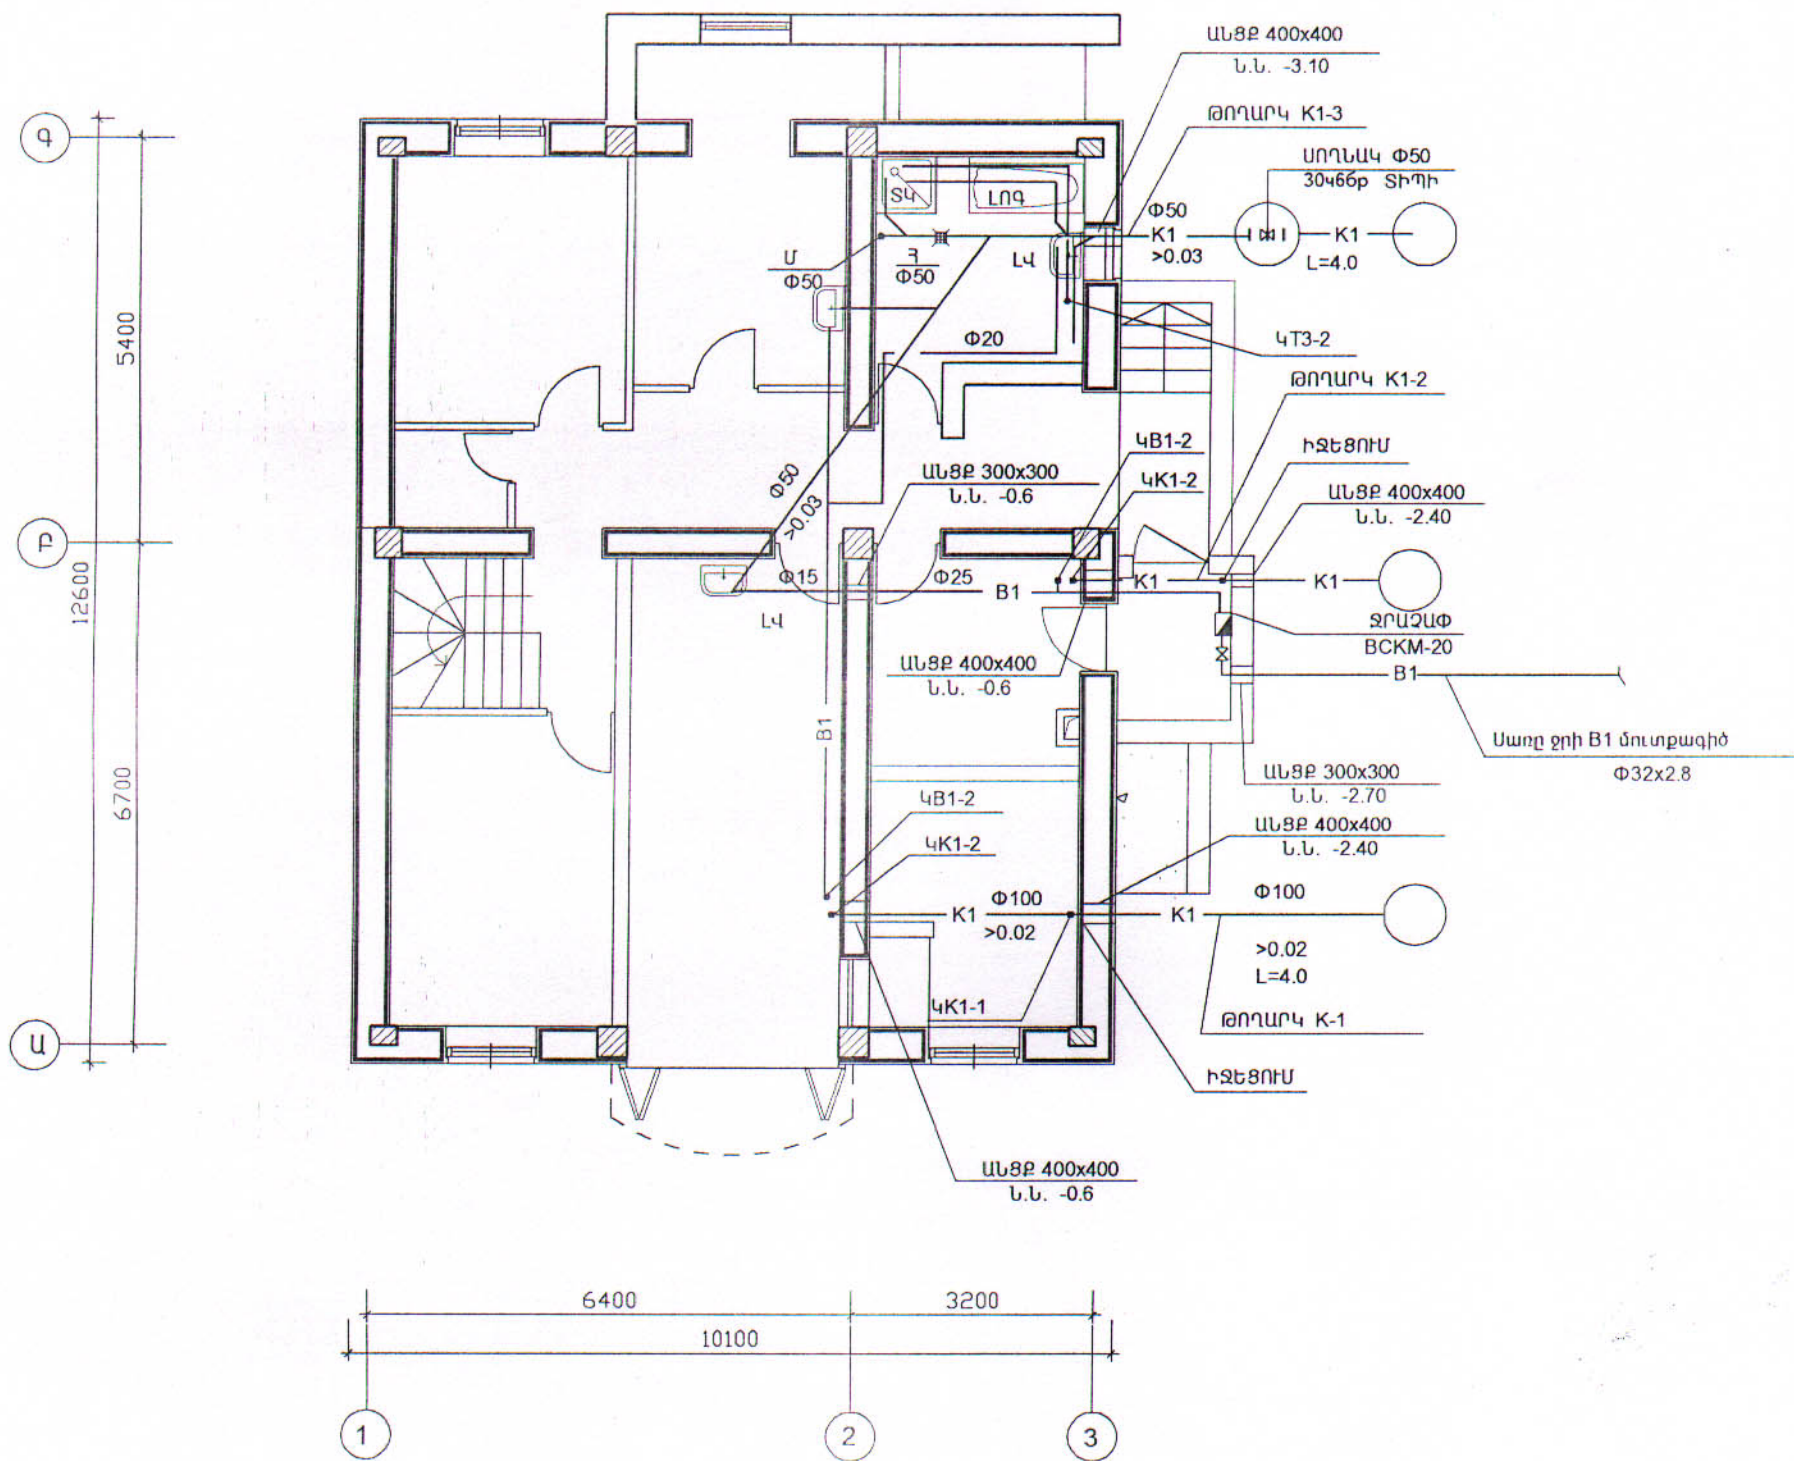 ԱՆՑՔ 400x400
Ն.Ն. -3.10
ԹՈՂԱՐԿ K1-3
ՍՈՂՆԱԿ Φ50
30ч6бр ՏԻՊԻ
Գ
ՏԿ
ԼՈԳ
Φ50
K1
>0.03
K1
L=4.0
Մ
Φ50
Φ50
ԼՎ
5400
Φ20
ԿT3-2
ԹՈՂԱՐԿ K1-2
ԿB1-2
ԻՋԵՑՈՒՄ
ԱՆՑՔ 300x300
Ն.Ն. -0.6
ԿK1-2
ԱՆՑՔ 400x400
Ն.Ն. -2.40
Φ50
>0.03
Բ
12600
Φ15
Φ25
B1
K1
K1
ԼՎ
ՋՐԱՉԱՓ
BCKM-20
ԱՆՑՔ 400x400
Ն.Ն. -0.6
B1
B1
Սառը ջրի B1 մուտքագիծ
Φ32x2.8
ԱՆՑՔ 300x300
Ն.Ն. -2.70
6700
ԿB1-2
ԱՆՑՔ 400x400
Ն.Ն. -2.40
ԿK1-2
K1
Φ100
>0.02
K1
Φ100
>0.02
L=4.0
ԿK1-1
ԹՈՂԱՐԿ K-1
Ա
ԻՋԵՑՈՒՄ
ԱՆՑՔ 400x400
Ն.Ն. -0.6
6400
3200
10100
1
2
3